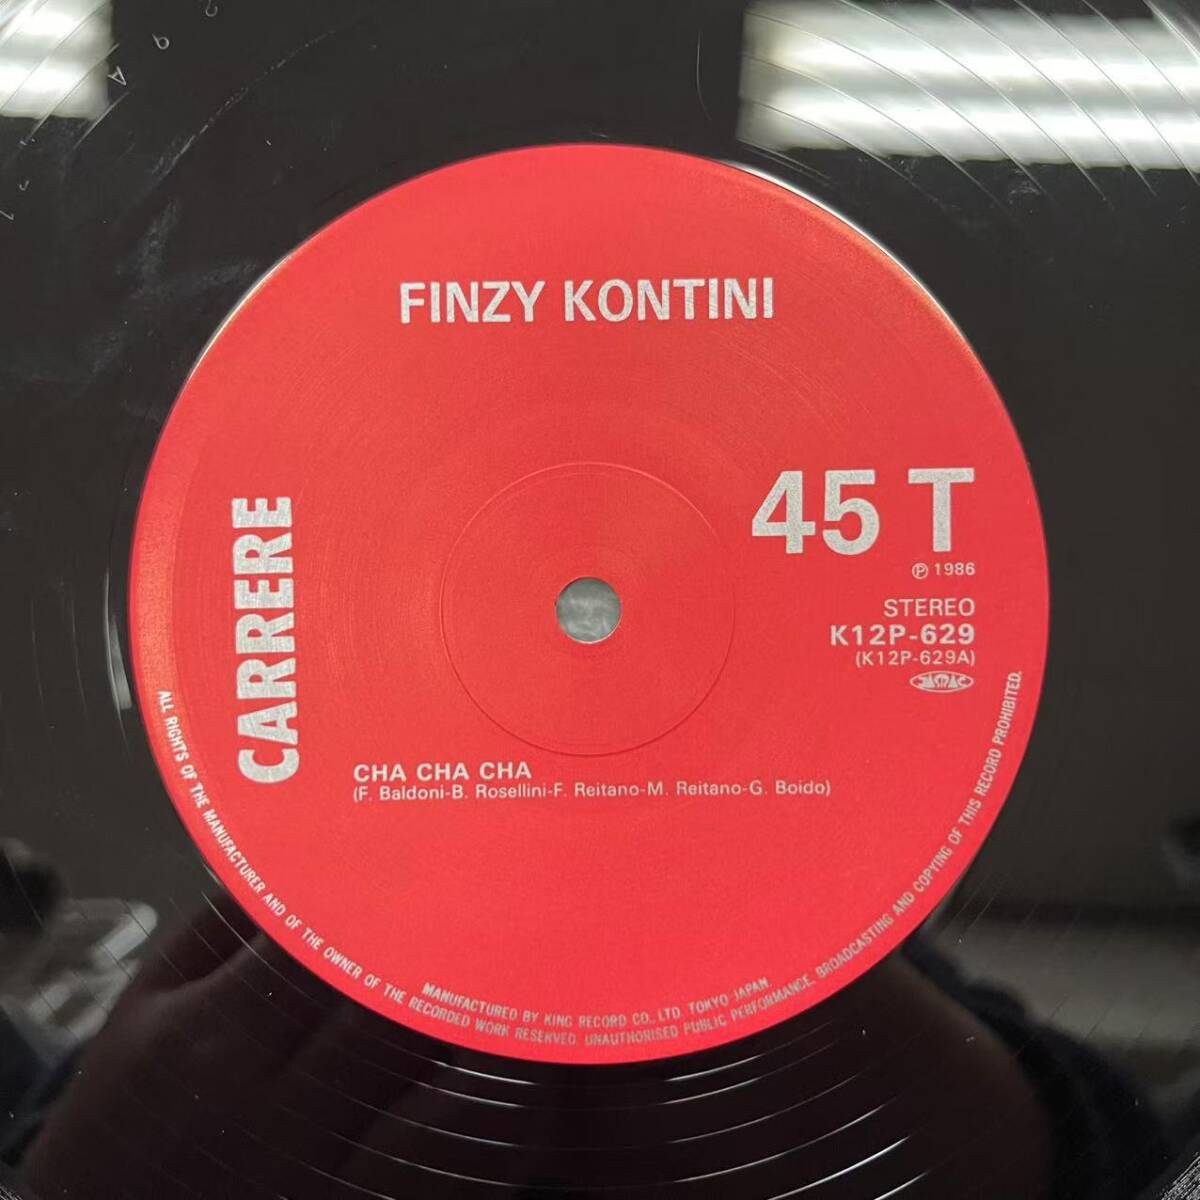 FINZY KONTINI
CARRERE
45 T
℗ 1986
STEREO
K12P-629
(K12P-629A)
JASRAC
CHA CHA CHA
(F. Baldoni-B. Rosellini-F. Reitano-M. Reitano-G. Boido)
MANUFACTURED BY KING RECORD CO., LTD. TOKYO JAPAN
ALL RIGHTS OF THE MANUFACTURER AND OF THE OWNER OF THE RECORDED WORK RESERVED. UNAUTHORISED PUBLIC PERFORMANCE, BROADCASTING AND COPYING OF THIS RECORD PROHIBITED.